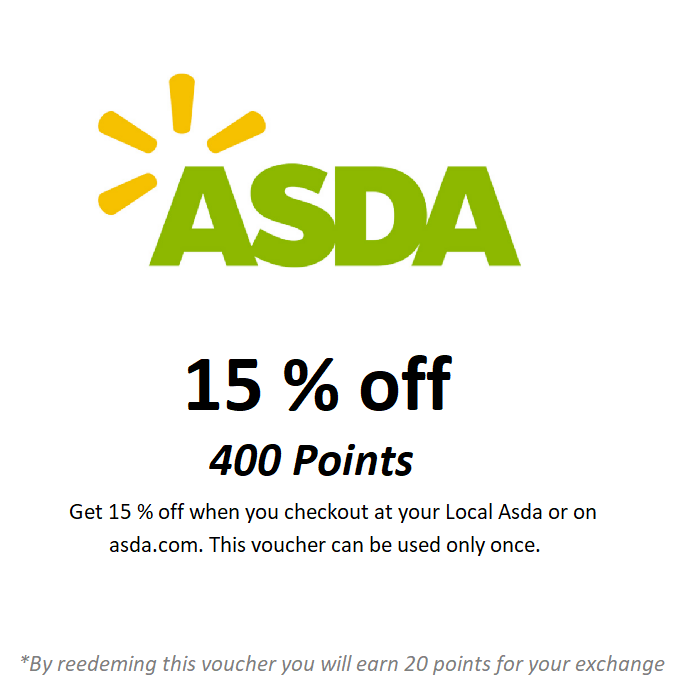 ASDA
15 % off
400 Points
Get 15 % off when you checkout at your Local Asda or on
asda.com. This voucher can be used only once.
*By reedeming this voucher you will earn 20 points for your exchange